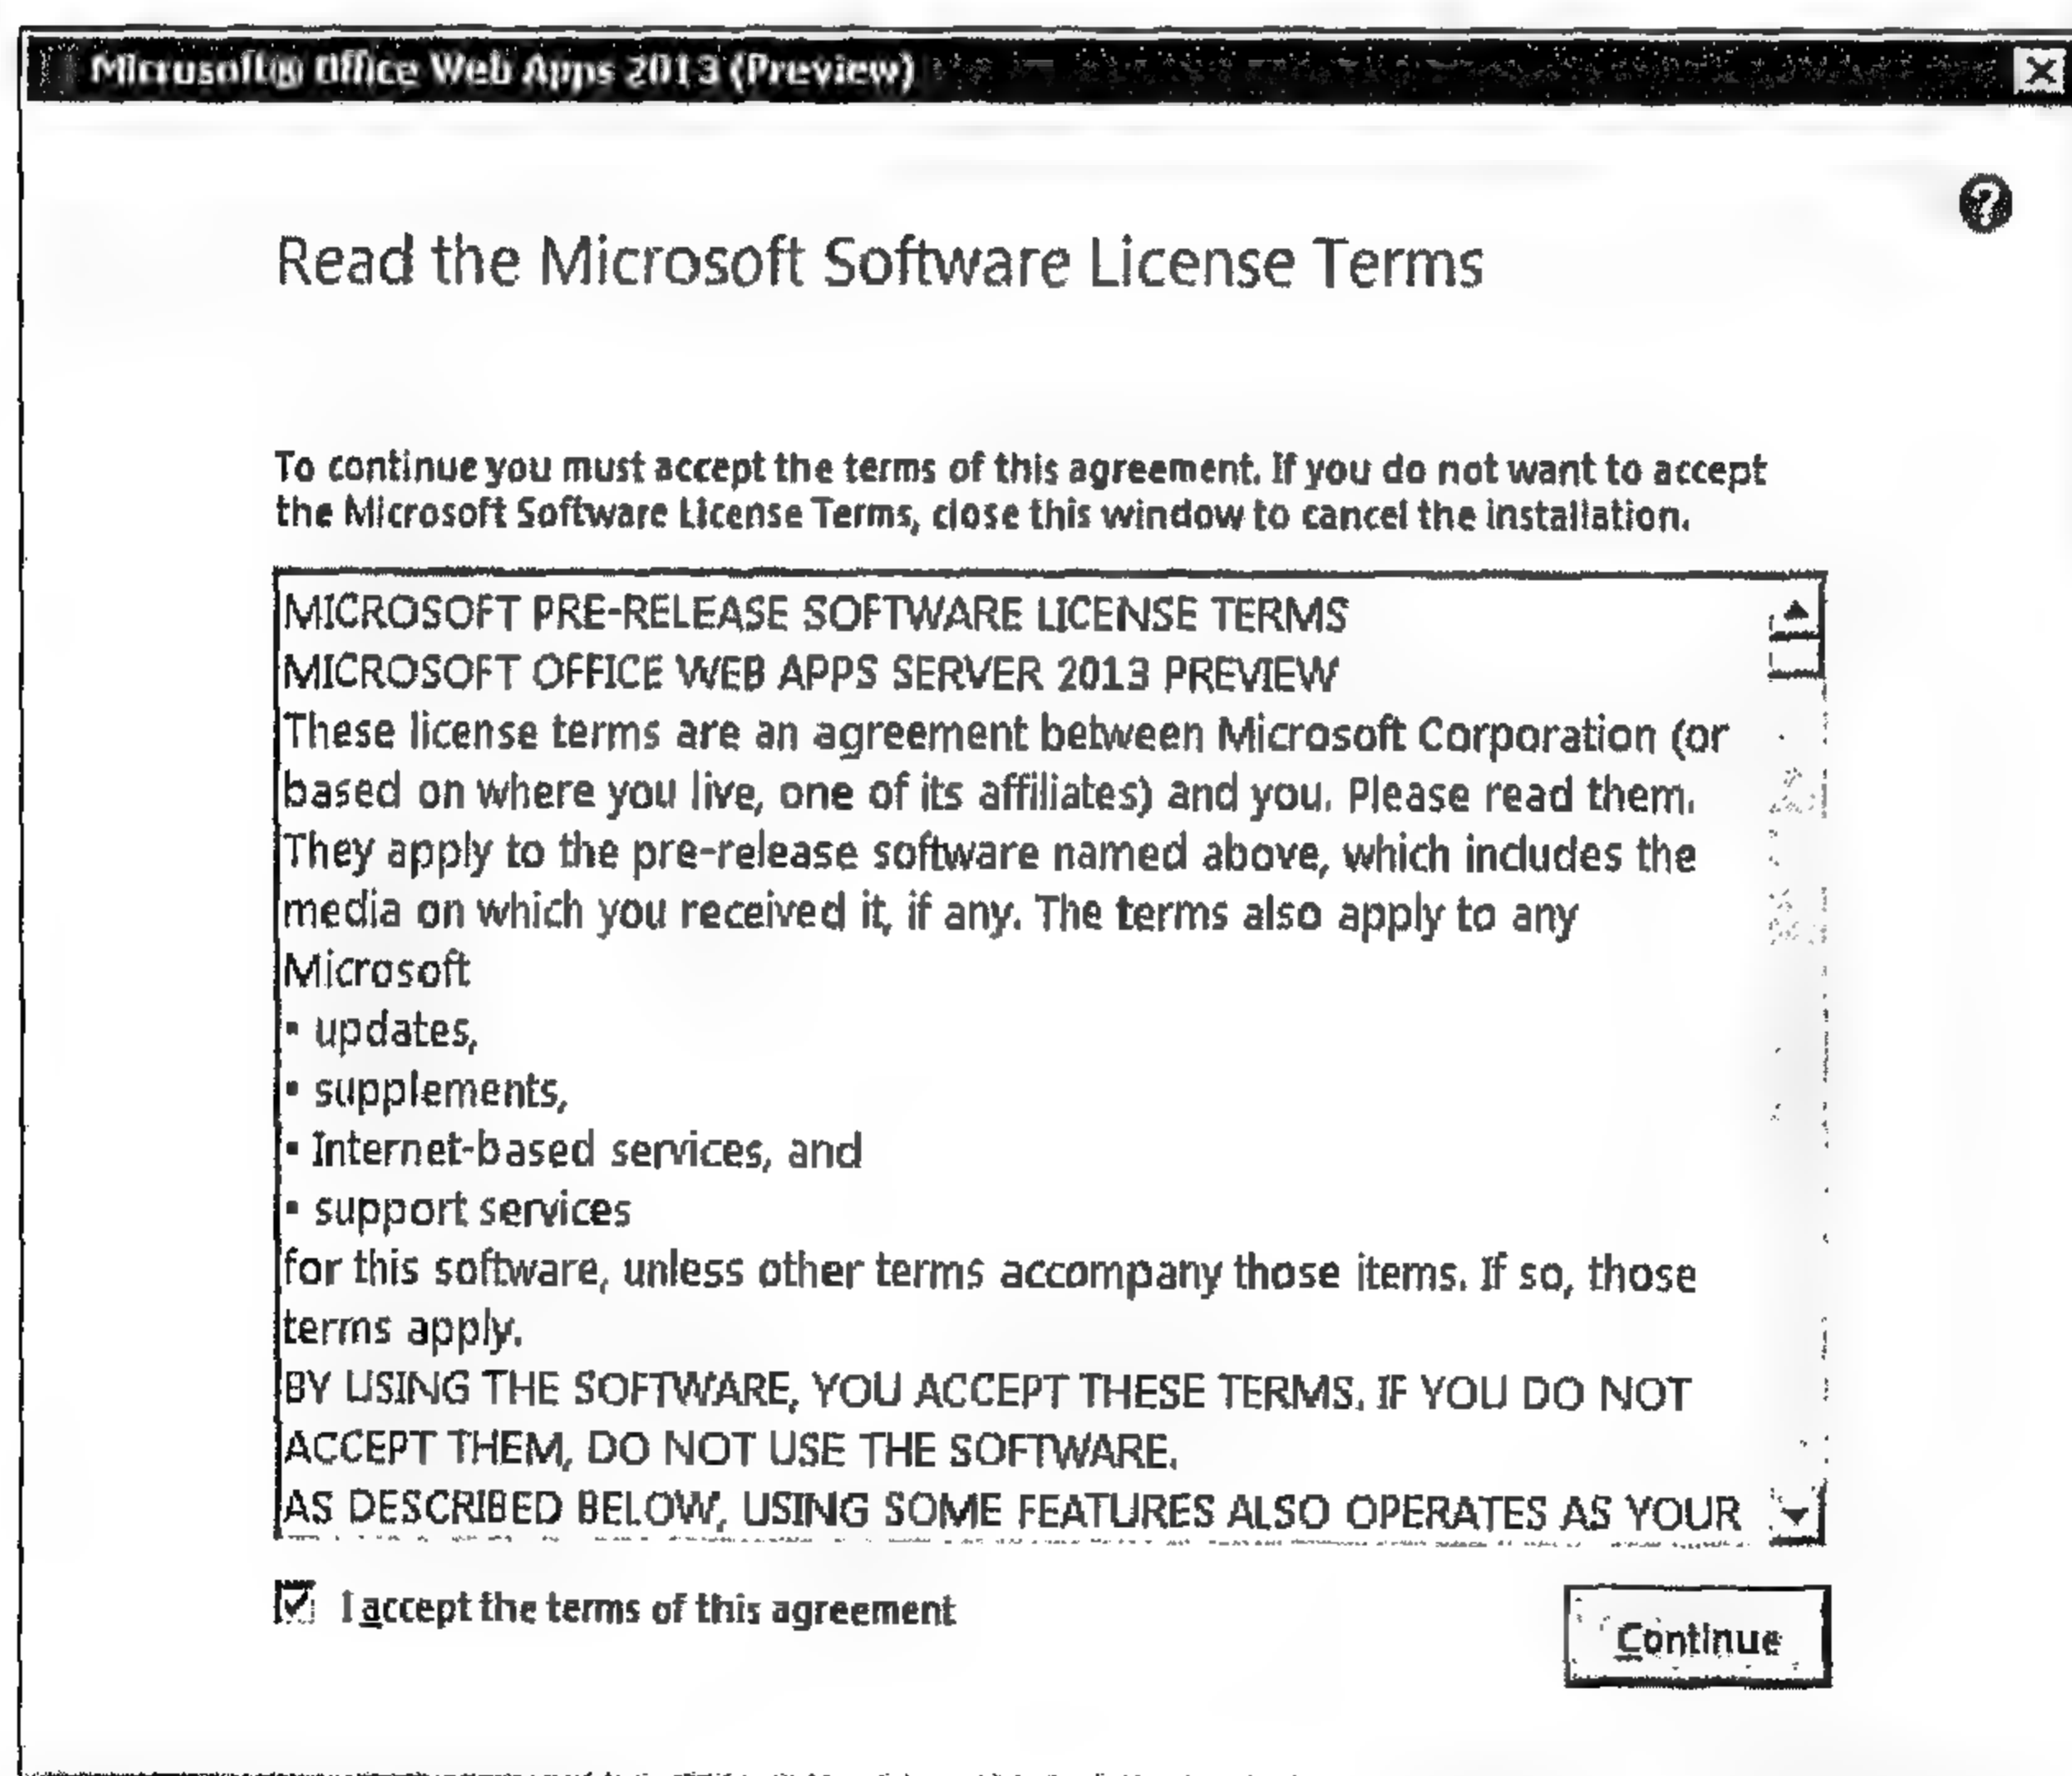 Microsoft® Office Web Apps 2013 (Preview)
Read the Microsoft Software License Terms
To continue you must accept the terms of this agreement. If you do not want to accept
the Microsoft Software License Terms, close this window to cancel the installation.
MICROSOFT PRE-RELEASE SOFTWARE LICENSE TERMS
MICROSOFT OFFICE WEB APPS SERVER 2013 PREVIEW
These license terms are an agreement between Microsoft Corporation (or
based on where you live, one of its affiliates) and you. Please read them.
They apply to the pre-release software named above, which includes the
media on which you received it, if any. The terms also apply to any
Microsoft
▪ updates,
▪ supplements,
▪ Internet-based services, and
▪ support services
for this software, unless other terms accompany those items. If so, those
terms apply.
BY USING THE SOFTWARE, YOU ACCEPT THESE TERMS. IF YOU DO NOT
ACCEPT THEM, DO NOT USE THE SOFTWARE.
AS DESCRIBED BELOW, USING SOME FEATURES ALSO OPERATES AS YOUR
I accept the terms of this agreement
Continue